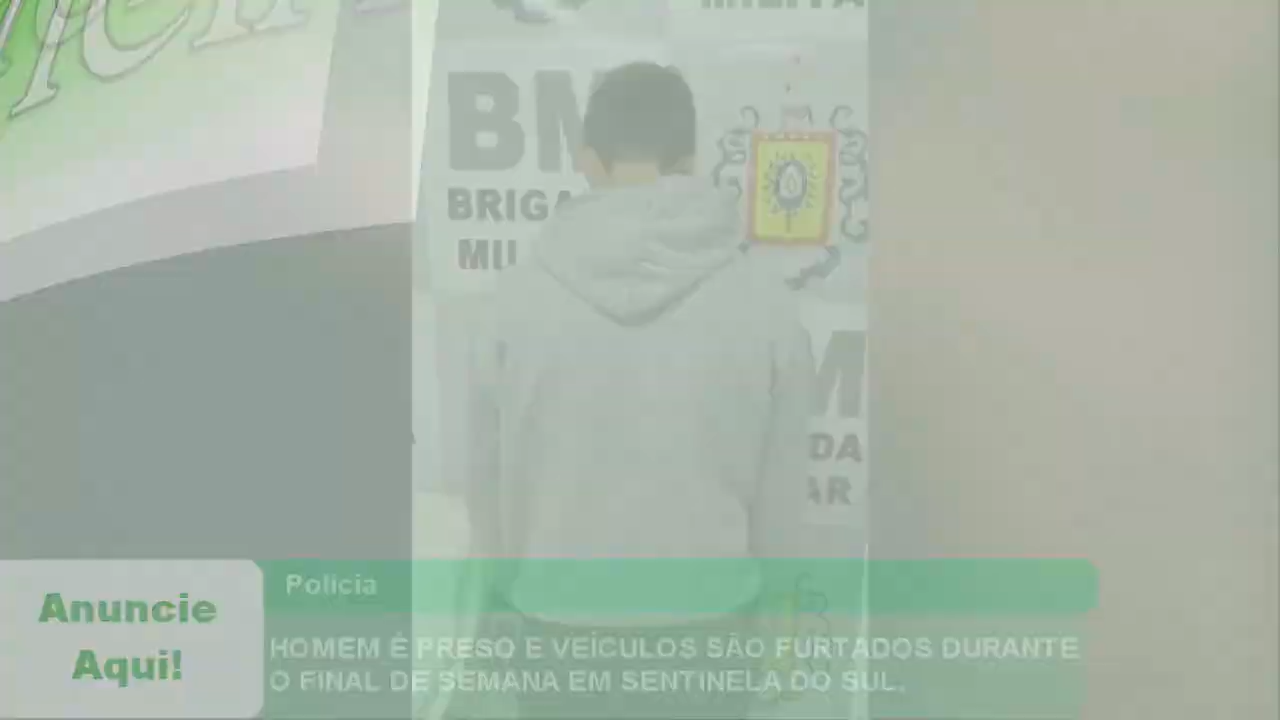 BM
BRIGA
MIL
M
DA
AR
Polícia
HOMEM É PRESO E VEÍCULOS SÃO FURTADOS DURANTE
O FINAL DE SEMANA EM SENTINELA DO SUL.
Anuncie
Aqui!